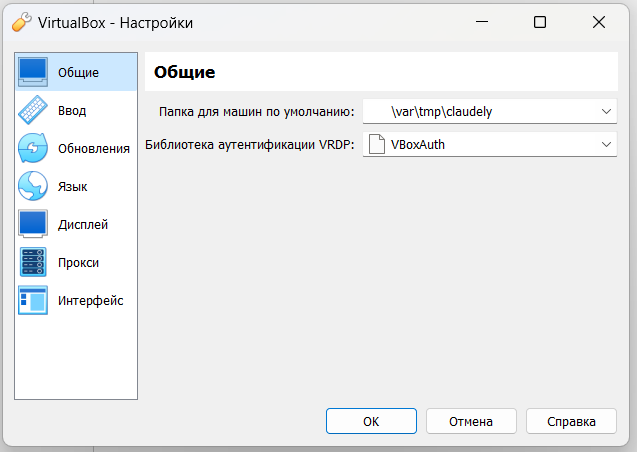 VirtualBox - Настройки
Общие
Ввод
Обновления
Язык
Дисплей
Прокси
Интерфейс
Общие
Папка для машин по умолчанию: \var\tmp\claudely
Библиотека аутентификации VRDP: VBoxAuth
OK Отмена Справка